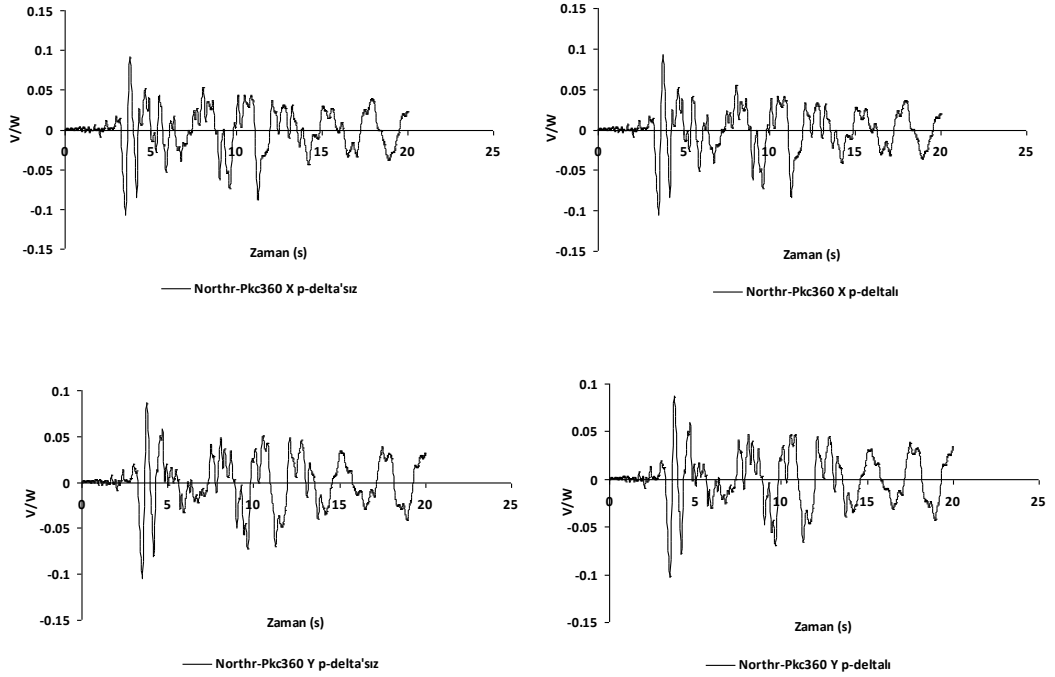 0.15
0.1
0.05
0
-0.05
-0.1
-0.15
V/W
0 5 10 15 20 25
Zaman (s)
Northr-Pkc360 X p-delta'sız
0.15
0.1
0.05
0
-0.05
-0.1
-0.15
V/W
0 5 10 15 20 25
Zaman (s)
Northr-Pkc360 X p-deltalı
0.1
0.05
0
-0.05
-0.1
-0.15
V/W
0 5 10 15 20 25
Zaman (s)
Northr-Pkc360 Y p-delta'sız
0.1
0.05
0
-0.05
-0.1
-0.15
V/W
0 5 10 15 20 25
Zaman (s)
Northr-Pkc360 Y p-deltalı